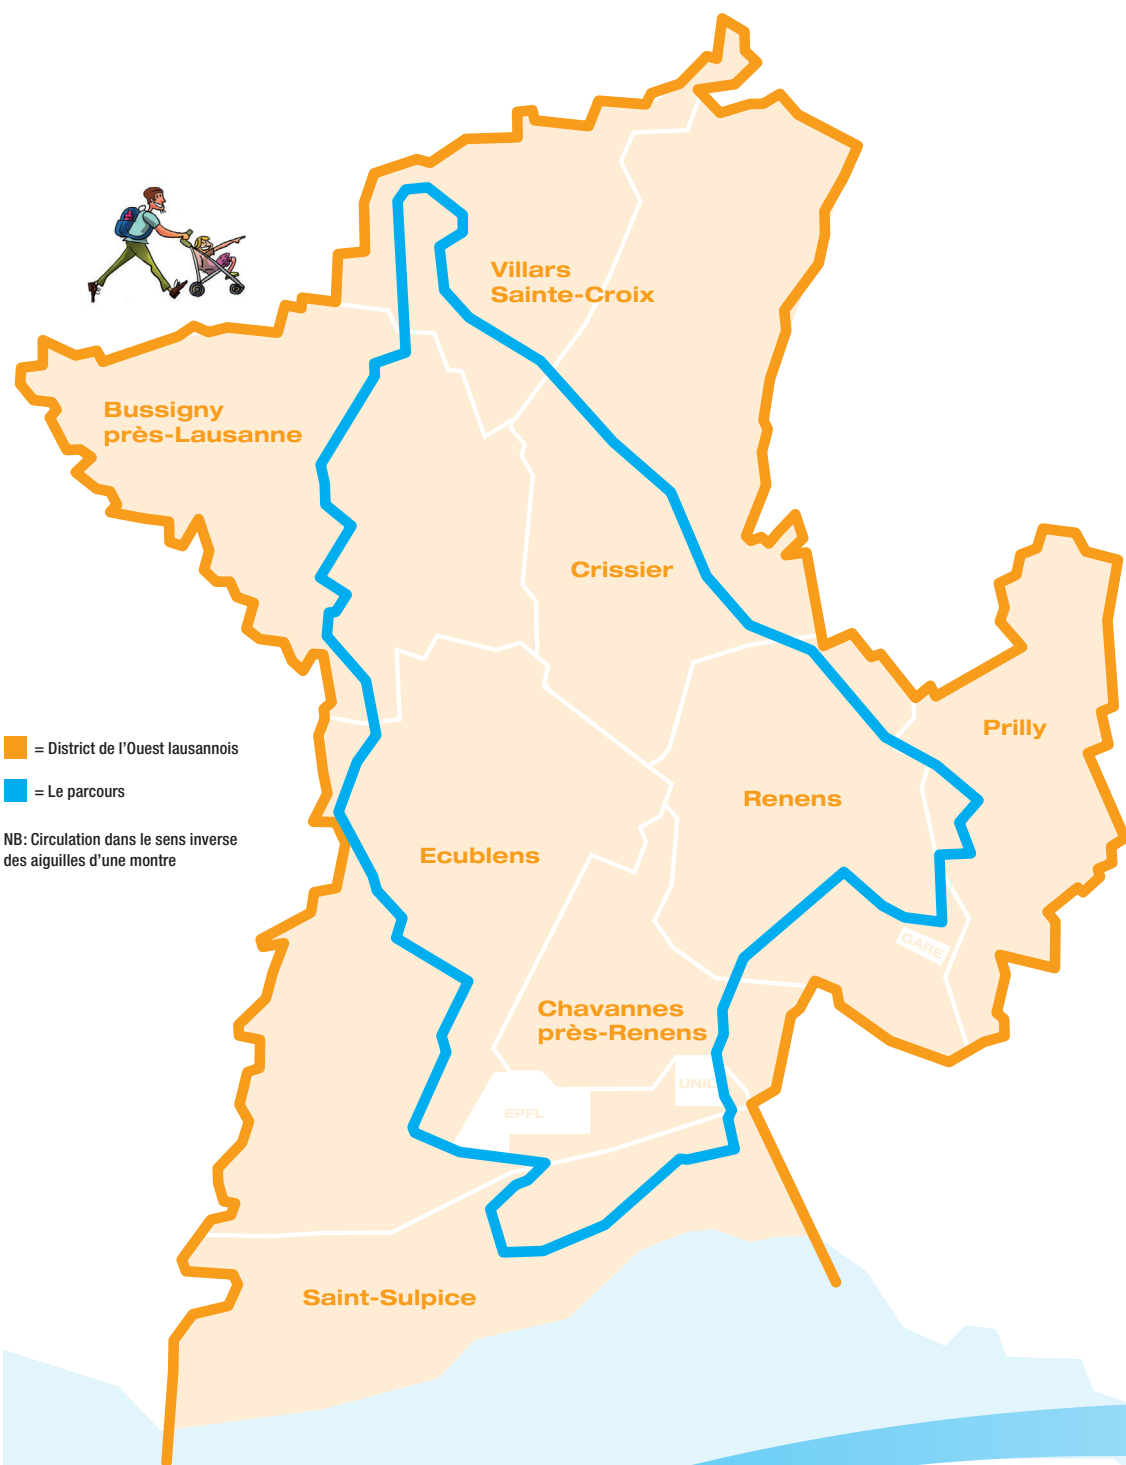 Villars
Sainte-Croix
Bussigny
près-Lausanne
Crissier
Prilly
= District de l'Ouest lausannois
= Le parcours
Renens
NB: Circulation dans le sens inverse
des aiguilles d'une montre
Ecublens
GARE
Chavannes
près-Renens
UNIL
EPFL
Saint-Sulpice